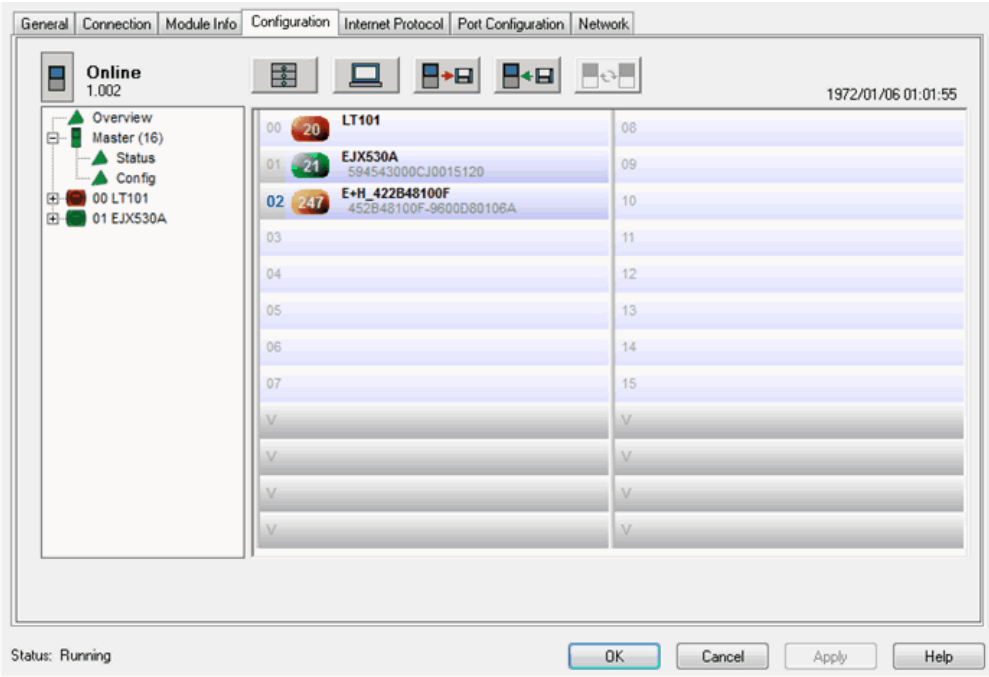 General Connection Module Info Configuration Internet Protocol Port Configuration Network
Online
1.002
1972/01/06 01:01:55
Overview
Master (16)
Status
Config
00 LT101
01 EJX530A
00 20 LT101
01 21 EJX530A
594543000CJ0015120
02 247 E+H_422B48100F
452B48100F-9600D80106A
03
04
05
06
07
V
V
V
V
08
09
10
11
12
13
14
15
V
V
V
V
Status: Running
OK Cancel Apply Help